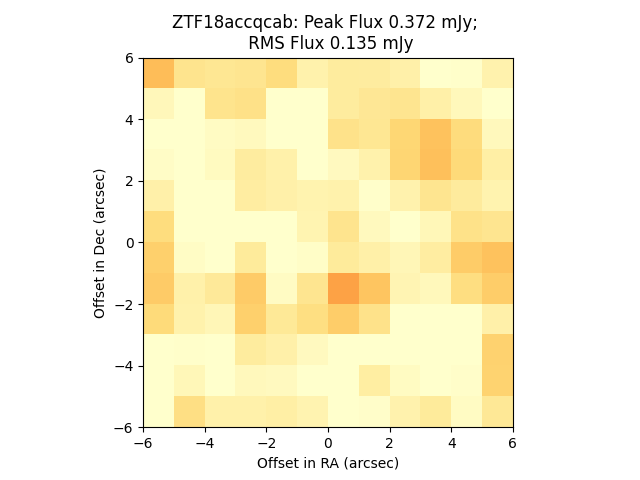 ZTF18accqcab: Peak Flux 0.372 mJy;
RMS Flux 0.135 mJy
6
4
2
0
−2
−4
−6
Offset in Dec (arcsec)
−6 −4 −2 0 2 4 6
Offset in RA (arcsec)